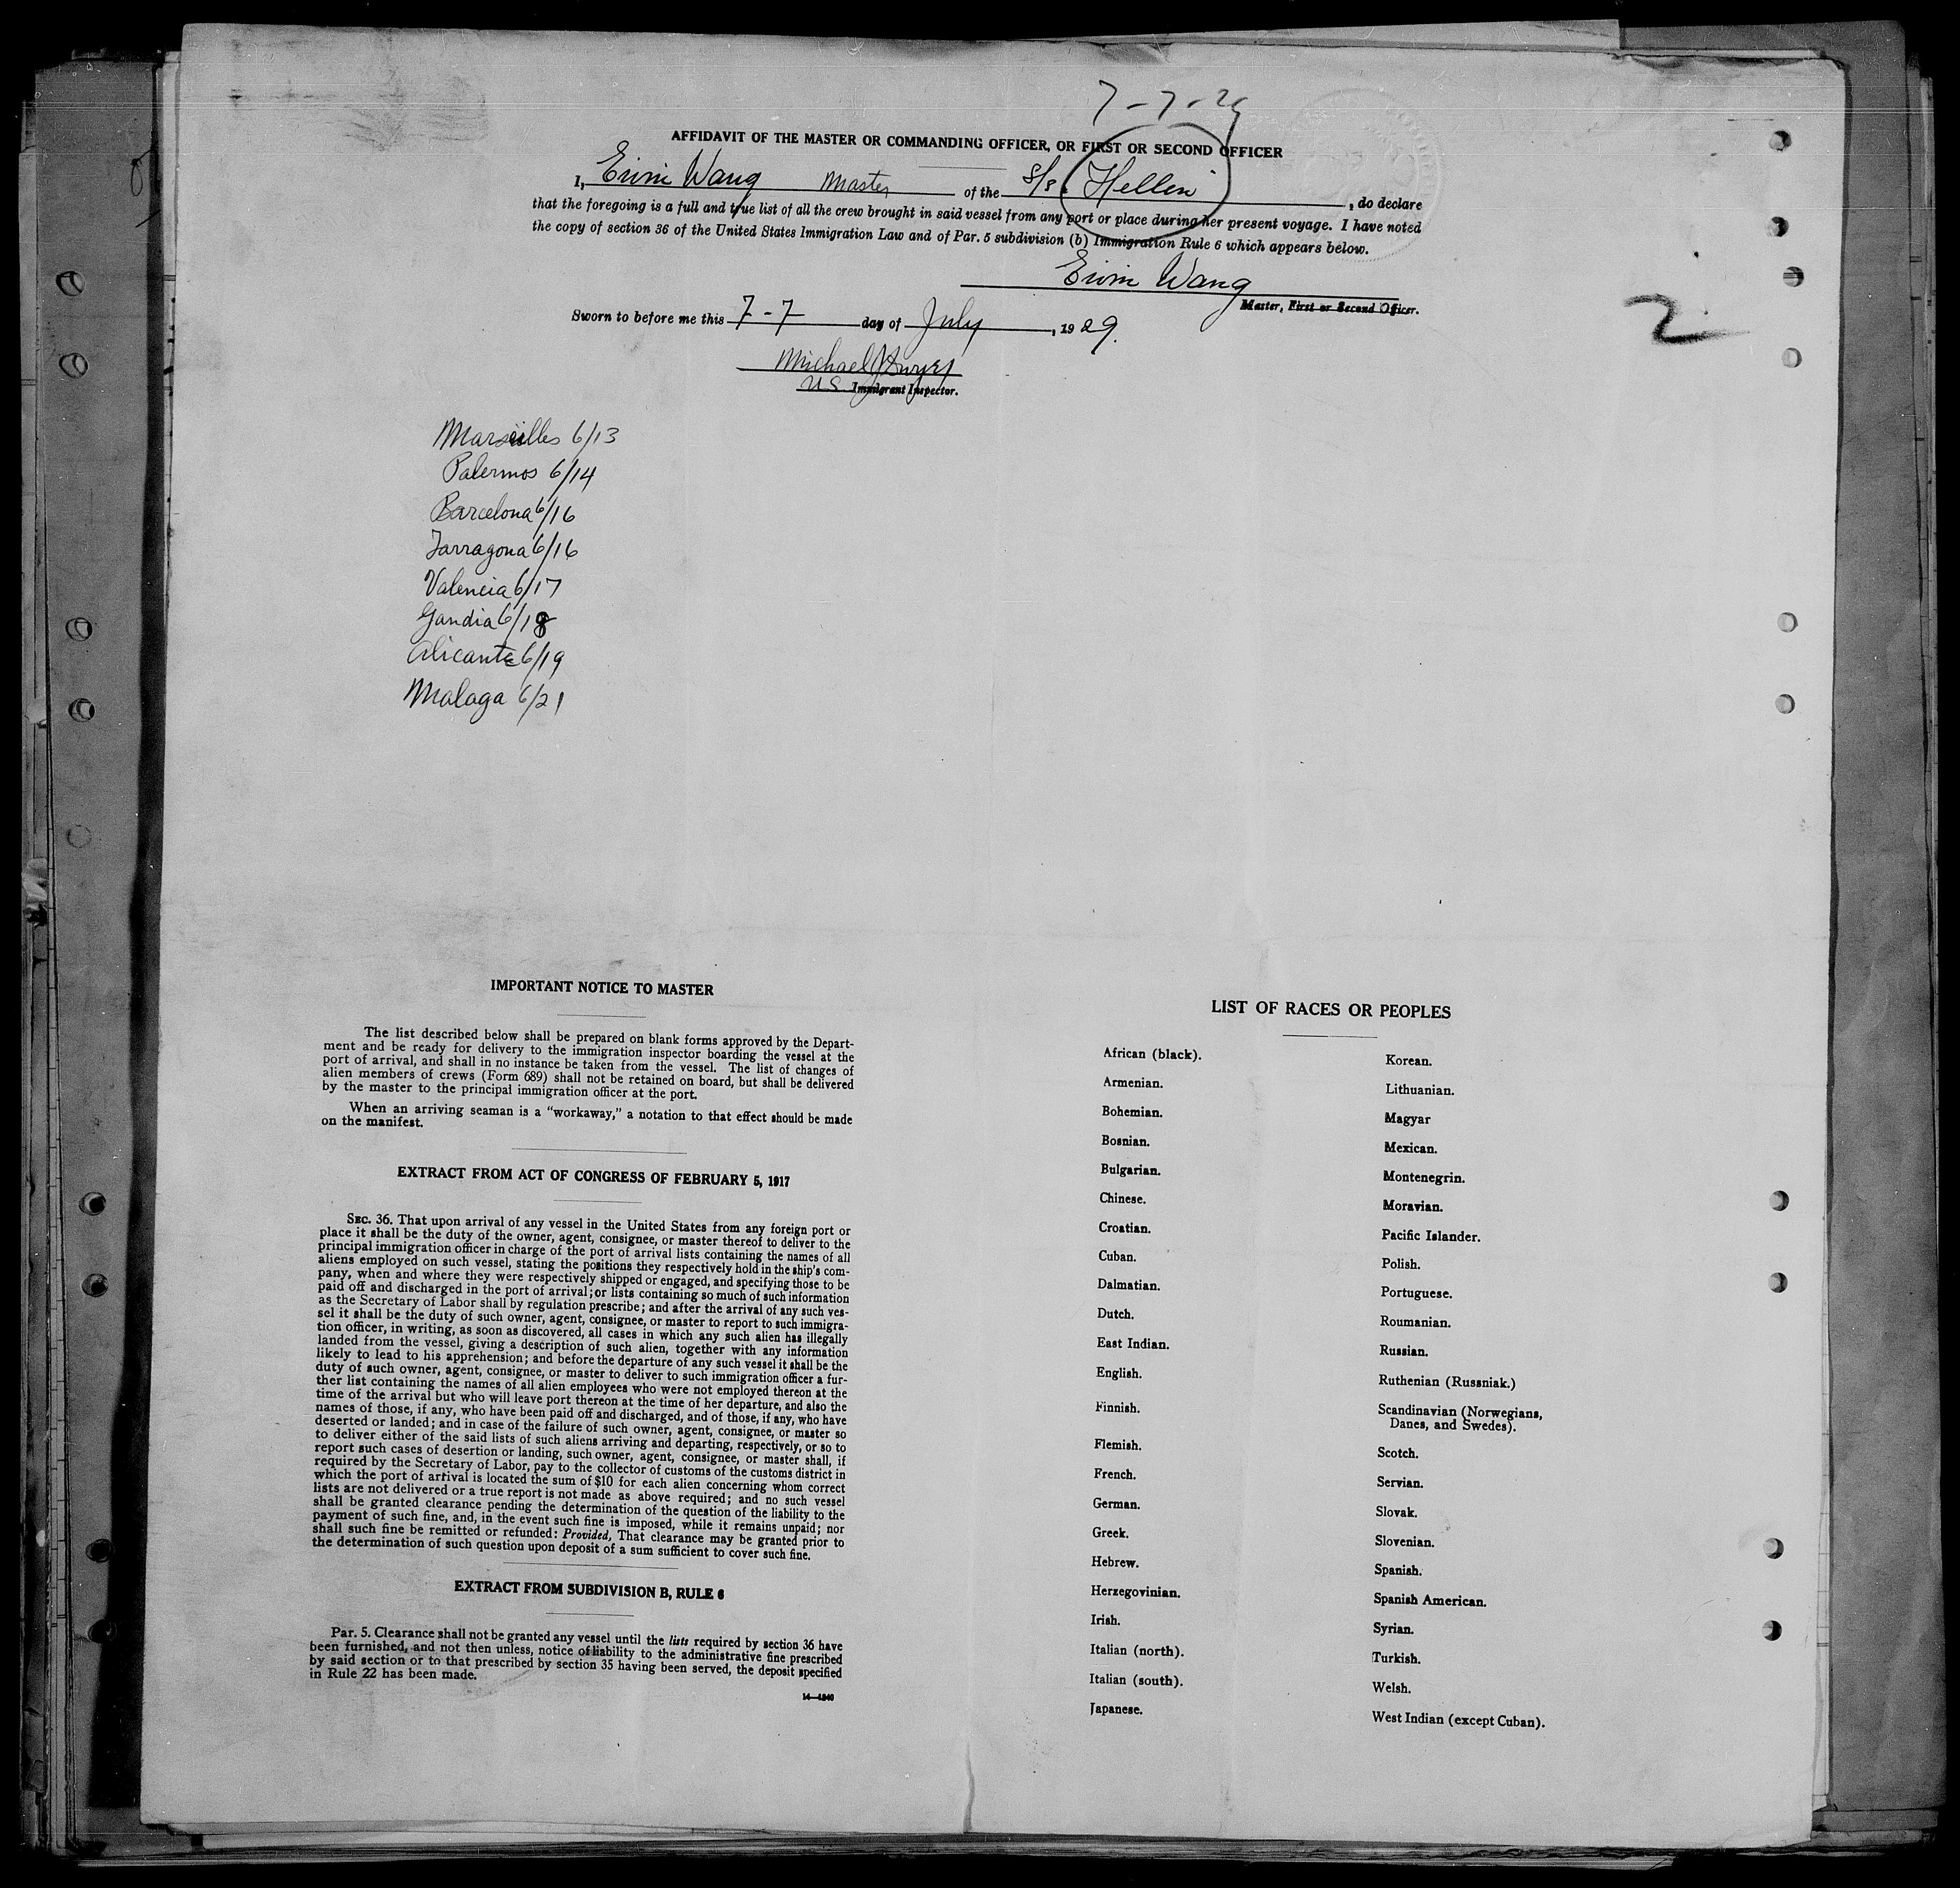 7-7-29
AFFIDAVIT OF THE MASTER OR COMMANDING OFFICER, OR FIRST OR SECOND OFFICER
I, Wang Master of the S/S. Hellen, do declare
that the foregoing is a full and true list of all the crew brought in said vessel from any port or place during her present voyage. I have noted
the copy of section 36 of the United States Immigration Law and of Par. 5 subdivision (b) Immigration Rule 6 which appears below.
Wang
Master, First or Second Officer.
2
Sworn to before me this 7-7 day of July, 1929.
Michael
U.S. Immigrant Inspector.
Marseilles 6/13
Palermos 6/14
Barcelona 6/16
Tarragona 6/16
Valencia 6/17
Gandia 6/18
Alicante 6/19
Malaga 6/21
IMPORTANT NOTICE TO MASTER
The list described below shall be prepared on blank forms approved by the Depart-
ment and be ready for delivery to the immigration inspector boarding the vessel at the
port of arrival, and shall in no instance be taken from the vessel. The list of changes of
alien members of crews (Form 689) shall not be retained on board, but shall be delivered
by the master to the principal immigration officer at the port.
When an arriving seaman is a "workaway," a notation to that effect should be made
on the manifest.
EXTRACT FROM ACT OF CONGRESS OF FEBRUARY 5, 1917
SEC. 36. That upon arrival of any vessel in the United States from any foreign port or
place it shall be the duty of the owner, agent, consignee, or master thereof to deliver to the
principal immigration officer in charge of the port of arrival lists containing the names of all
aliens employed on such vessel, stating the positions they respectively hold in the ship's com-
pany, when and where they were respectively shipped or engaged, and specifying those to be
paid off and discharged in the port of arrival; or lists containing so much of such information
as the Secretary of Labor shall by regulation prescribe; and after the arrival of any such ves-
sel it shall be the duty of such owner, agent, consignee, or master to report to such immigra-
tion officer, in writing, as soon as discovered, all cases in which any such alien has illegally
landed from the vessel, giving a description of such alien, together with any information
likely to lead to his apprehension; and before the departure of any such vessel it shall be the
duty of such owner, agent, consignee, or master to deliver to such immigration officer a fur-
ther list containing the names of all alien employees who were not employed thereon at the
time of the arrival but who will leave port thereon at the time of her departure, and also the
names of those, if any, who have been paid off and discharged, and of those, if any, who have
deserted or landed; and in case of the failure of such owner, agent, consignee, or master so
to deliver either of the said lists of such aliens arriving and departing, respectively, or so to
report such cases of desertion or landing, such owner, agent, consignee, or master shall, if
required by the Secretary of Labor, pay to the collector of customs of the customs district in
which the port of arrival is located the sum of $10 for each alien concerning whom correct
lists are not delivered or a true report is not made as above required; and no such vessel
shall be granted clearance pending the determination of the question of the liability to the
payment of such fine, and, in the event such fine is imposed, while it remains unpaid; nor
shall such fine be remitted or refunded: Provided, That clearance may be granted prior to
the determination of such question upon deposit of a sum sufficient to cover such fine.
EXTRACT FROM SUBDIVISION B, RULE 6
Par. 5. Clearance shall not be granted any vessel until the lists required by section 36 have
been furnished, and not then unless, notice of liability to the administrative fine prescribed
by said section or to that prescribed by section 35 having been served, the deposit specified
in Rule 22 has been made.
14—1240
LIST OF RACES OR PEOPLES
African (black).
Armenian.
Bohemian.
Bosnian.
Bulgarian.
Chinese.
Croatian.
Cuban.
Dalmatian.
Dutch.
East Indian.
English.
Finnish.
Flemish.
French.
German.
Greek.
Hebrew.
Herzegovinian.
Irish.
Italian (north).
Italian (south).
Japanese.
Korean.
Lithuanian.
Magyar
Mexican.
Montenegrin.
Moravian.
Pacific Islander.
Polish.
Portuguese.
Roumanian.
Russian.
Ruthenian (Russniak.)
Scandinavian (Norwegians,
Danes, and Swedes).
Scotch.
Servian.
Slovak.
Slovenian.
Spanish.
Spanish American.
Syrian.
Turkish.
Welsh.
West Indian (except Cuban).